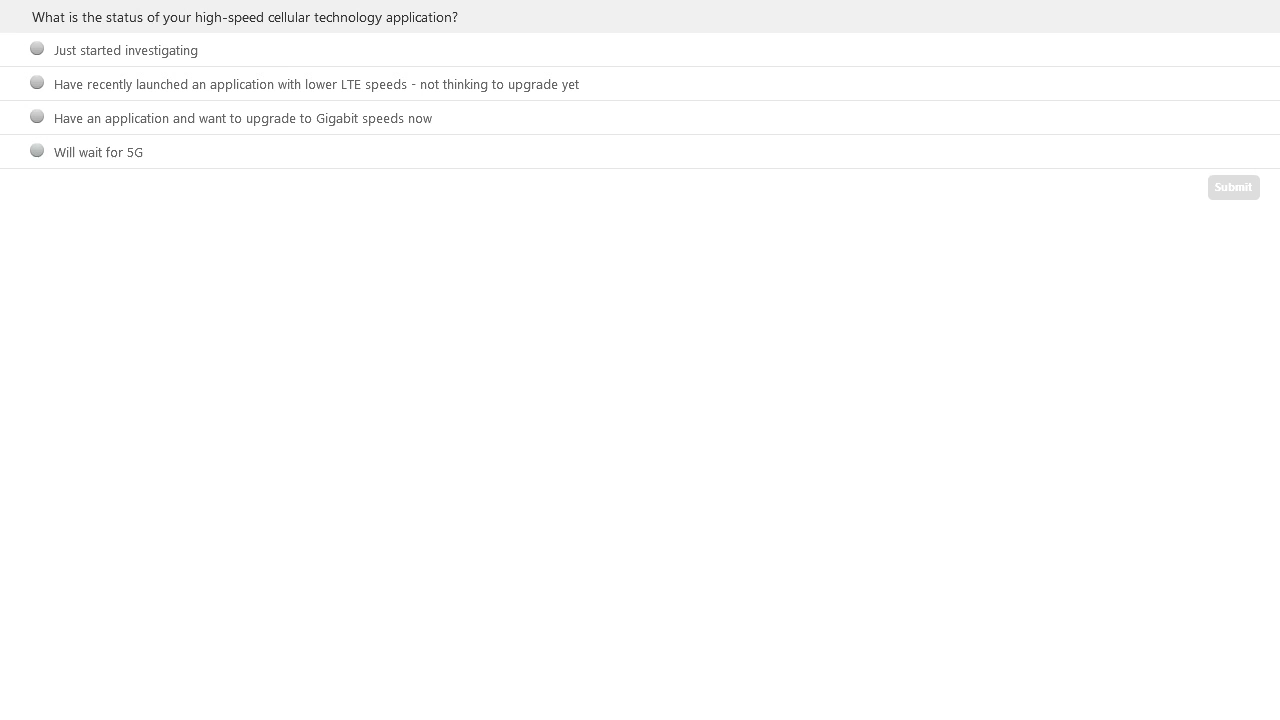 What is the status of your high-speed cellular technology application?
Just started investigating
Have recently launched an application with lower LTE speeds - not thinking to upgrade yet
Have an application and want to upgrade to Gigabit speeds now
Will wait for 5G
Submit